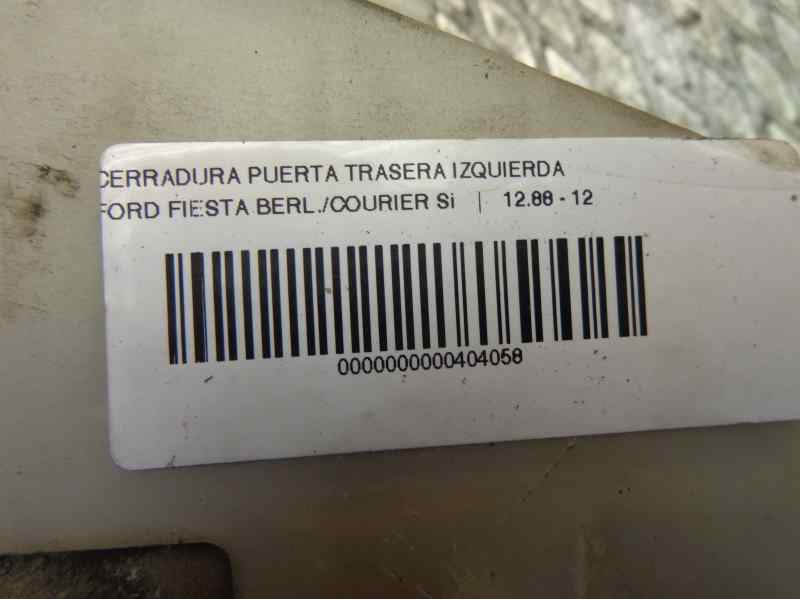 CERRADURA PUERTA TRASERA IZQUIERDA
FORD FIESTA BERL./COURIER Si | 12.88 - 12
0000000000404058